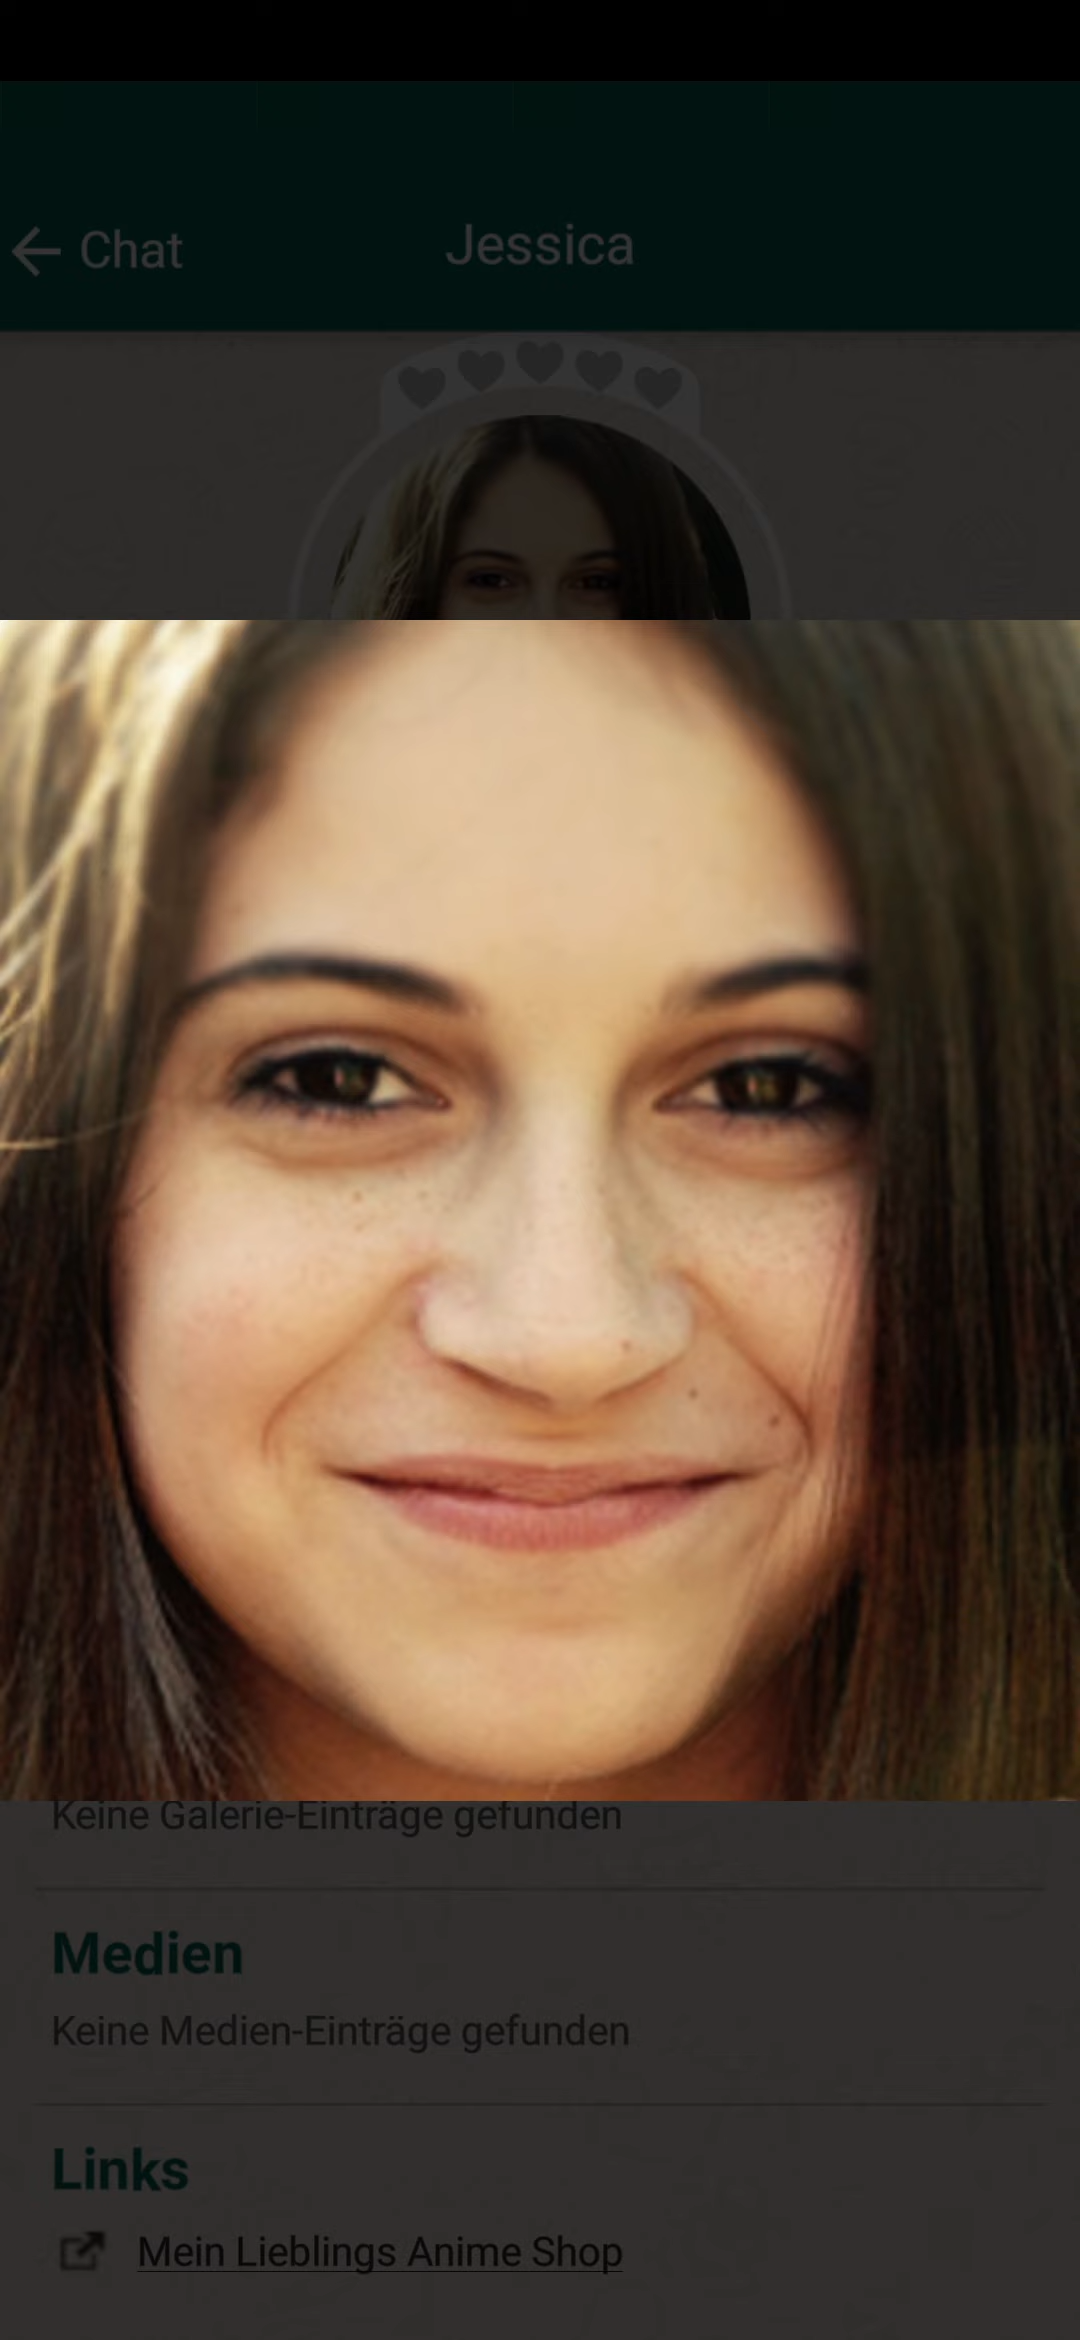 Chat
Jessica
Keine Galerie-Einträge gefunden
Medien
Keine Medien-Einträge gefunden
Links
Mein Lieblings Anime Shop